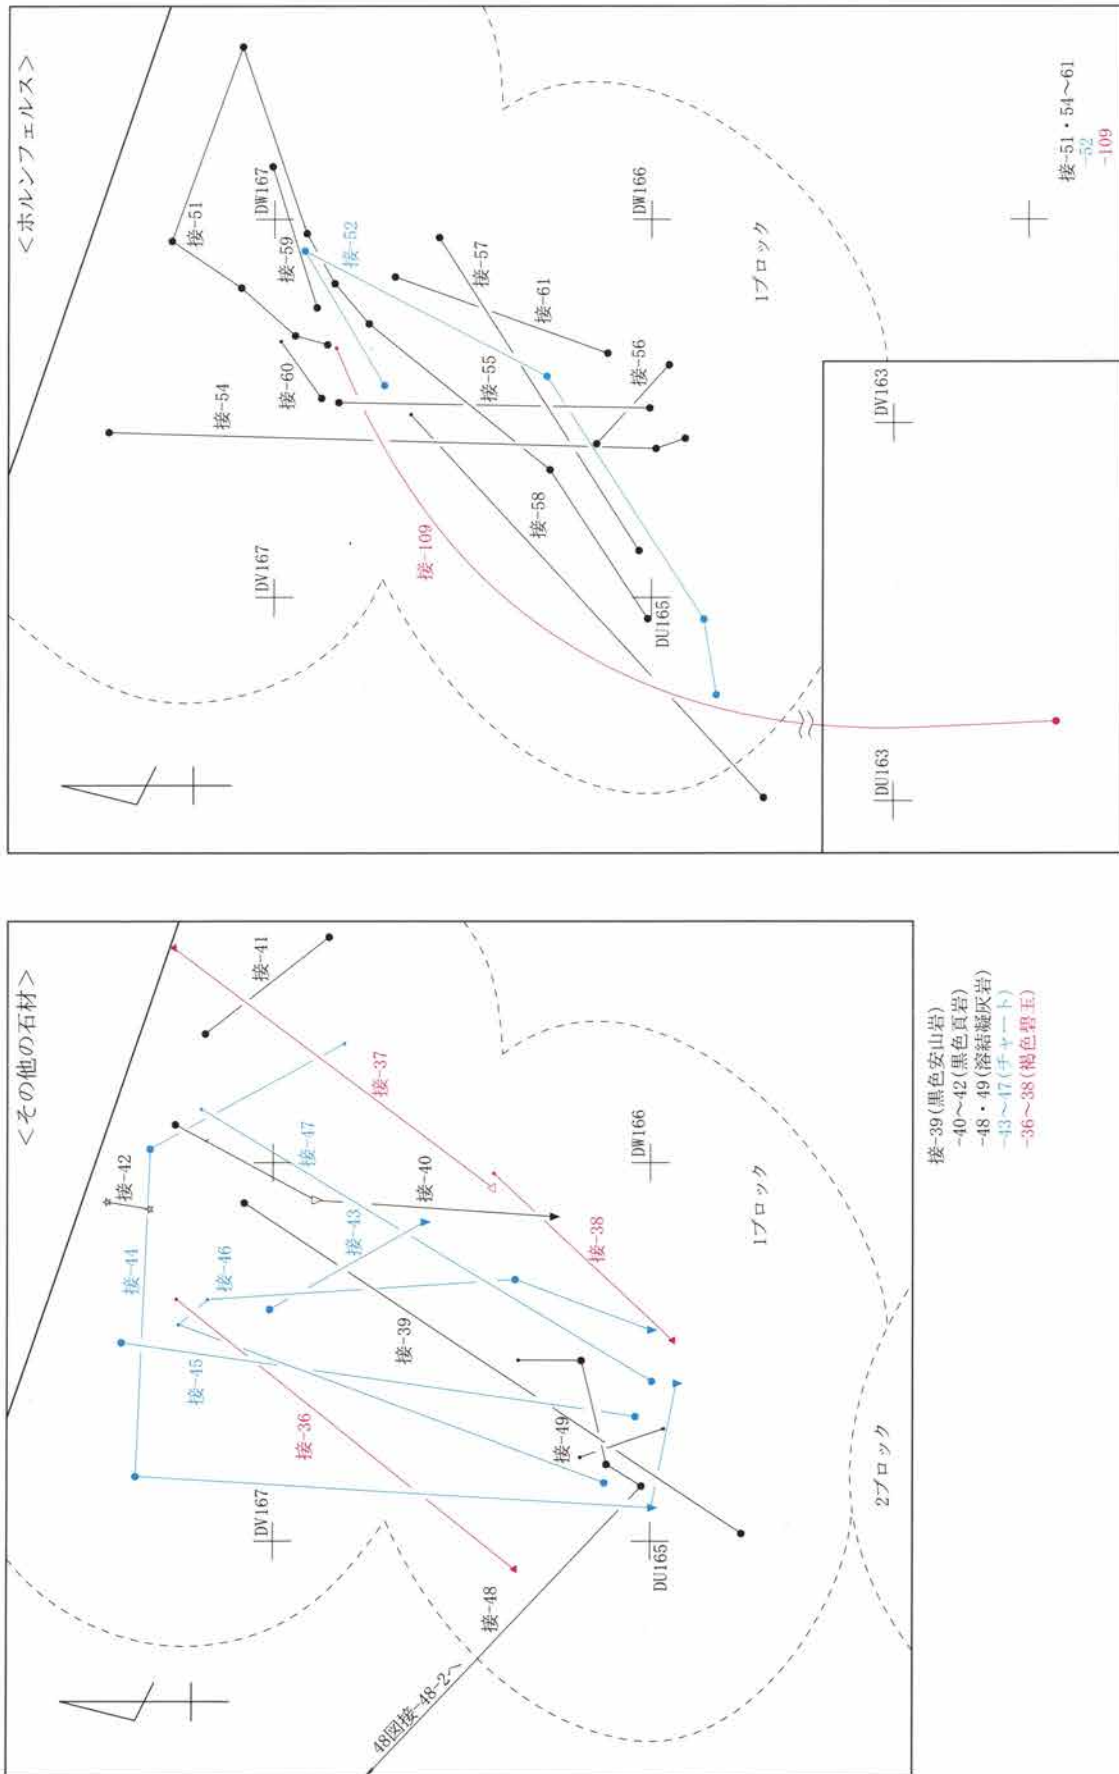 <ホルンフェルス>
接-51
DW167
接-59
接-52
接-60
接-54
接-57
接-61
接-55
接-56
DW166
1ブロック
接-58
接-109
DV167
DU165
DV163
DU163
接-51・54~61
-52
-109
<その他の石材>
接-41
接-37
接-42
接-47
接-40
接-44
接-46
接-43
接-38
DW166
1ブロック
接-39
接-45
接-36
接-49
DV167
DU165
2ブロック
接-48
48図接-48-2へ
接-39(黒色安山岩)
-40~42(黒色頁岩)
-48・49(溶結凝灰岩)
-43~47(チャート)
-36~38(褐色碧玉)